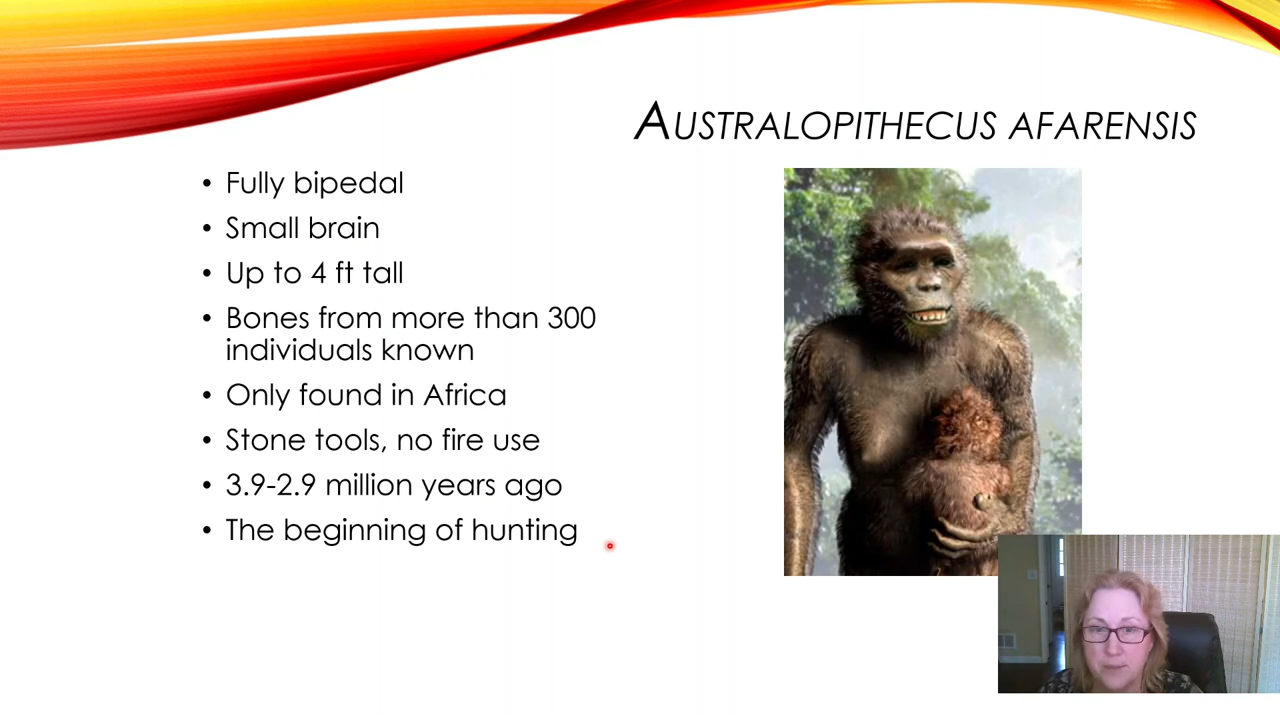 AUSTRALOPITHECUS AFARENSIS
• Fully bipedal
• Small brain
• Up to 4 ft tall
• Bones from more than 300
individuals known
• Only found in Africa
• Stone tools, no fire use
• 3.9-2.9 million years ago
• The beginning of hunting